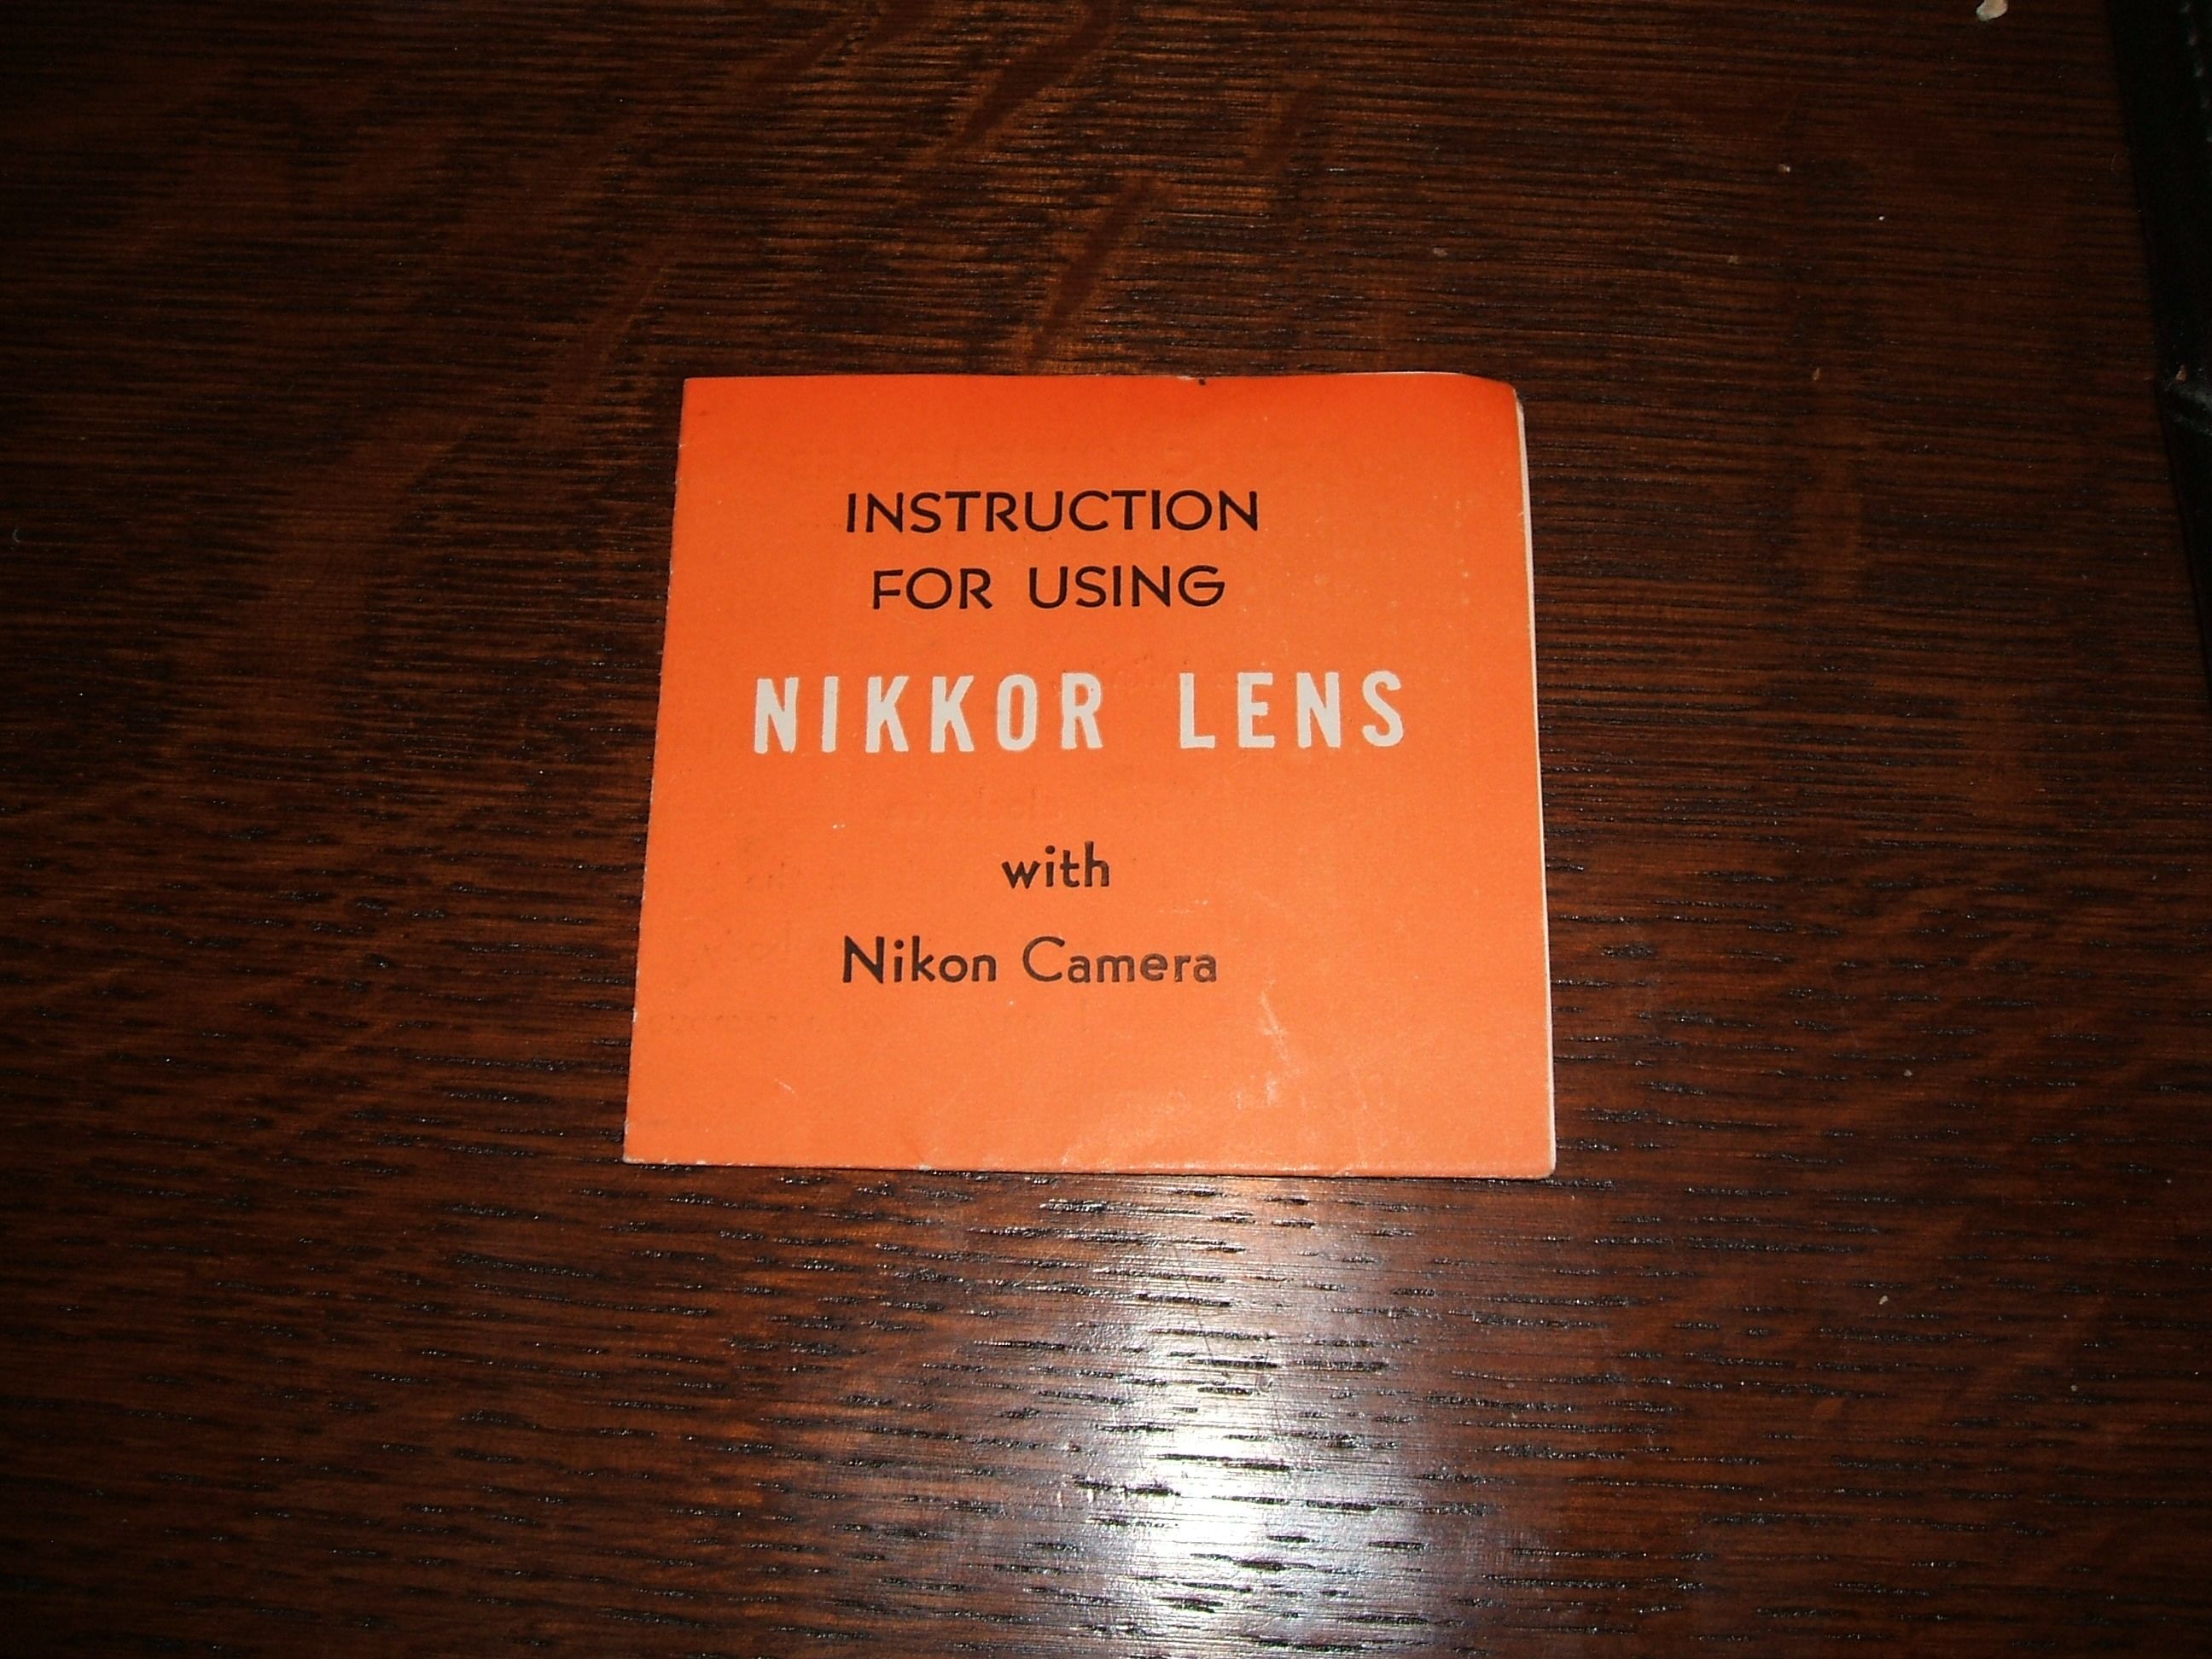 INSTRUCTION
FOR USING
NIKKOR LENS
with
Nikon Camera